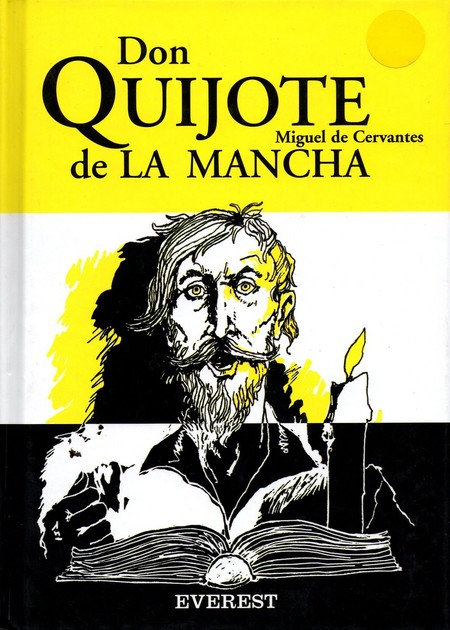 Don
QUIJOTE
Miguel de Cervantes
de LA MANCHA
EVEREST